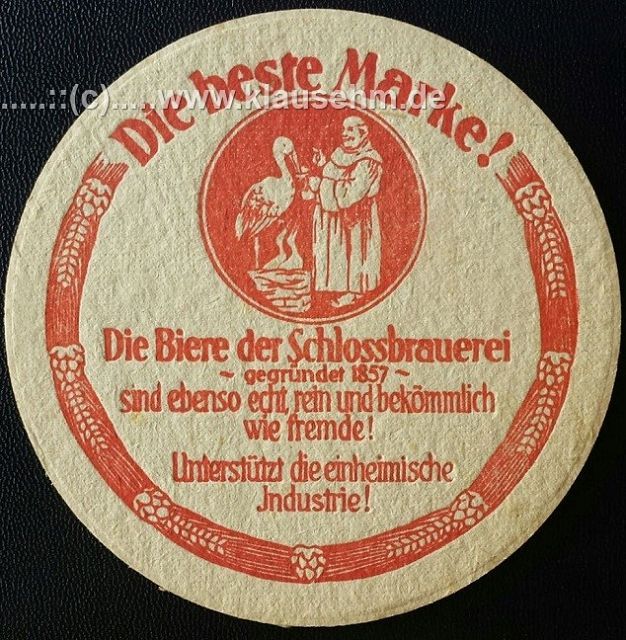 Die beste Marke!
.....::(c).....www.klausehm.de
Die Biere der Schlossbrauerei
~ gegründet 1857 ~
sind ebenso echt, rein und bekömmlich
wie fremde!
Unterstützt die einheimische
Jndustrie!